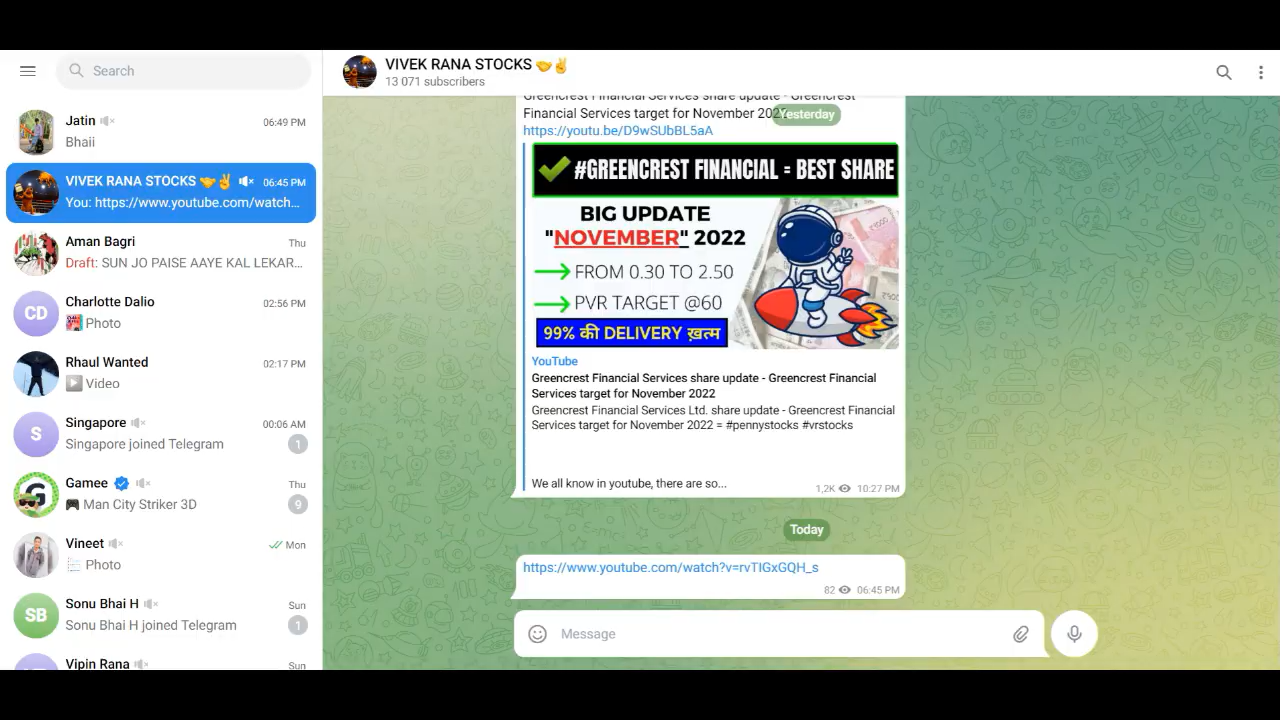 Search
Jatin
06:49 PM
Bhaii
VIVEK RANA STOCKS 🤝✌
06:45 PM
You: https://www.youtube.com/watch...
Aman Bagri
Thu
Draft: SUN JO PAISE AAYE KAL LEKAR...
CD
Charlotte Dalio
02:56 PM
Photo
Rhaul Wanted
02:17 PM
Video
S
Singapore
00:06 AM
Singapore joined Telegram
1
Gamee
Thu
🎮 Man City Striker 3D
9
Vineet
Mon
Photo
SB
Sonu Bhai H
Sun
Sonu Bhai H joined Telegram
1
Vipin Rana
Sun
VIVEK RANA STOCKS 🤝✌
13 071 subscribers
Greencrest Financial Services share update - Greencrest
Financial Services target for November 2022
Yesterday
https://youtu.be/D9wSUbBL5aA
#GREENCREST FINANCIAL = BEST SHARE
BIG UPDATE
"NOVEMBER" 2022
FROM 0.30 TO 2.50
PVR TARGET @60
99% की DELIVERY ख़त्म
YouTube
Greencrest Financial Services share update - Greencrest Financial
Services target for November 2022
Greencrest Financial Services Ltd. share update - Greencrest Financial
Services target for November 2022 = #pennystocks #vrstocks
We all know in youtube, there are so...
1,2K 10:27 PM
Today
https://www.youtube.com/watch?v=rvTIGxGQH_s
82 06:45 PM
Message